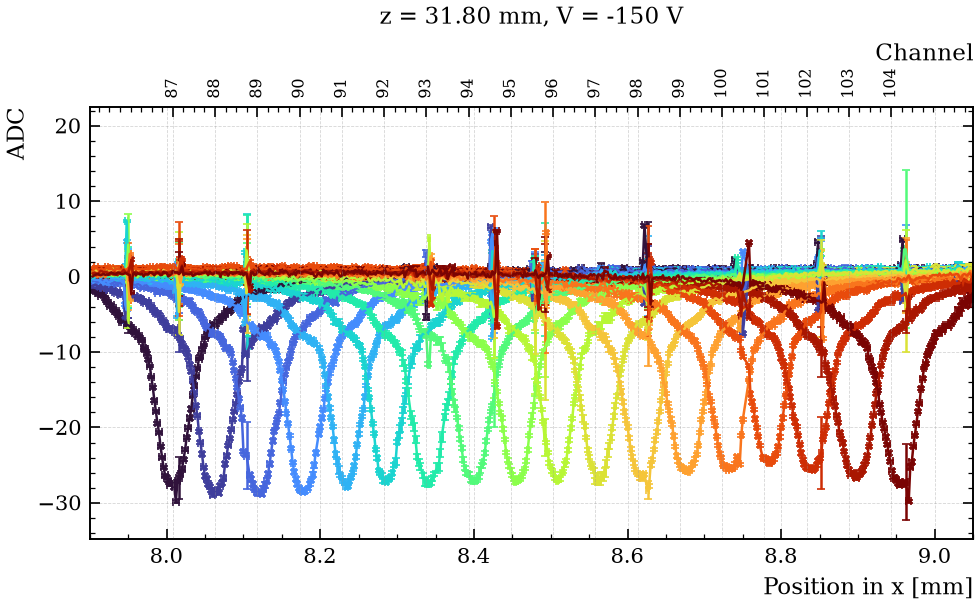 z = 31.80 mm, V = -150 V
Channel
87 88 89 90 91 92 93 94 95 96 97 98 99 100 101 102 103 104
ADC
20
10
0
−10
−20
−30
8.0 8.2 8.4 8.6 8.8 9.0
Position in x [mm]